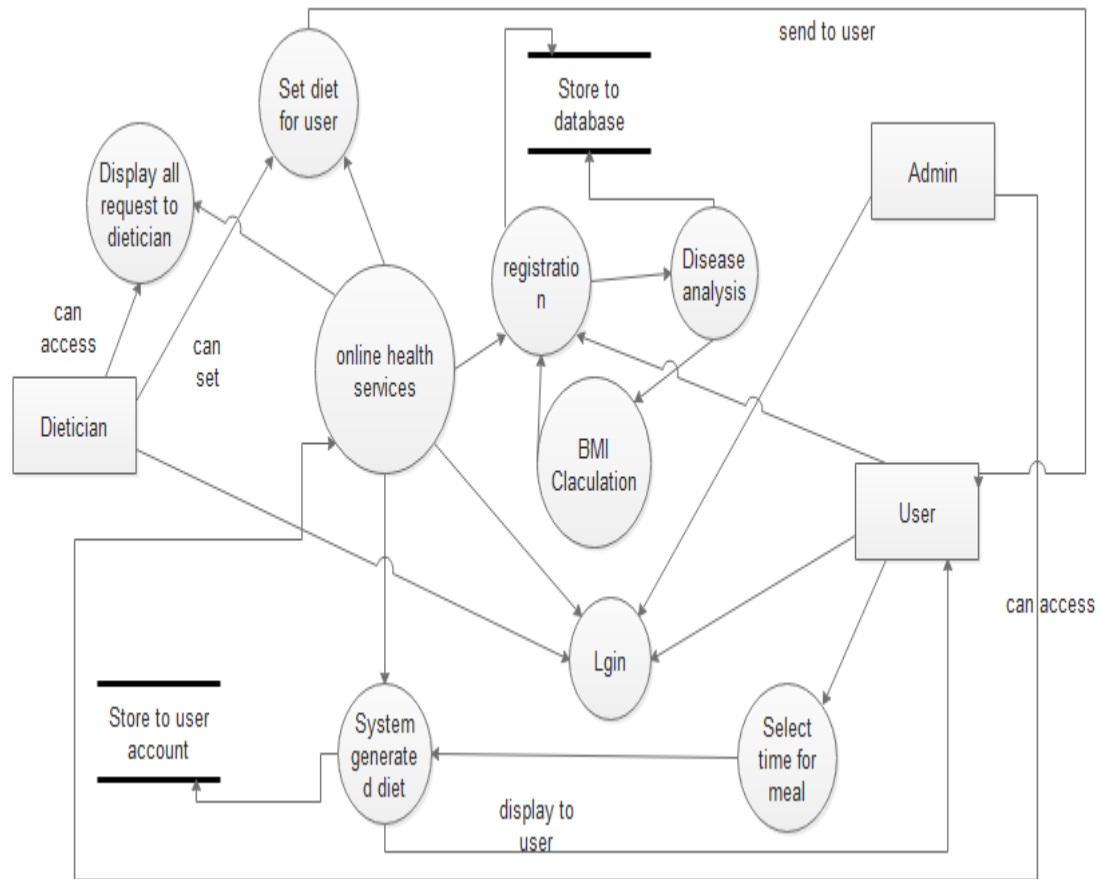 send to user
Set diet
for user
Store to
database
Display all
request to
dietician
Admin
registratio
n
Disease
analysis
can
access
can
set
online health
services
Dietician
BMI
Claculation
User
can access
Lgin
Store to user
account
System
generate
d diet
Select
time for
meal
display to
user